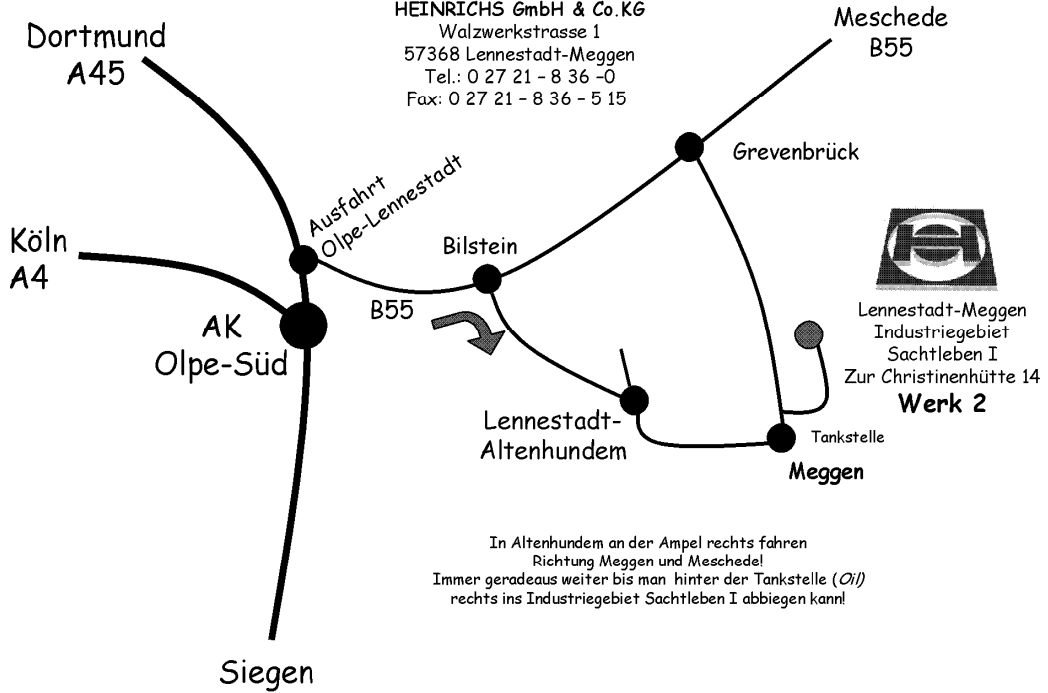 HEINRICHS GmbH & Co.KG
Walzwerkstrasse 1
57368 Lennestadt-Meggen
Tel.: 0 27 21 – 8 36 –0
Fax: 0 27 21 – 8 36 – 5 15
Dortmund
A45
Meschede
B55
Grevenbrück
Ausfahrt
Olpe-Lennestadt
Köln
A4
Bilstein
B55
AK
Olpe-Süd
Lennestadt-Meggen
Industriegebiet
Sachtleben I
Zur Christinenhütte 14
Werk 2
Lennestadt-
Altenhundem
Tankstelle
Meggen
In Altenhundem an der Ampel rechts fahren
Richtung Meggen und Meschede!
Immer geradeaus weiter bis man hinter der Tankstelle (Oil)
rechts ins Industriegebiet Sachtleben I abbiegen kann!
Siegen